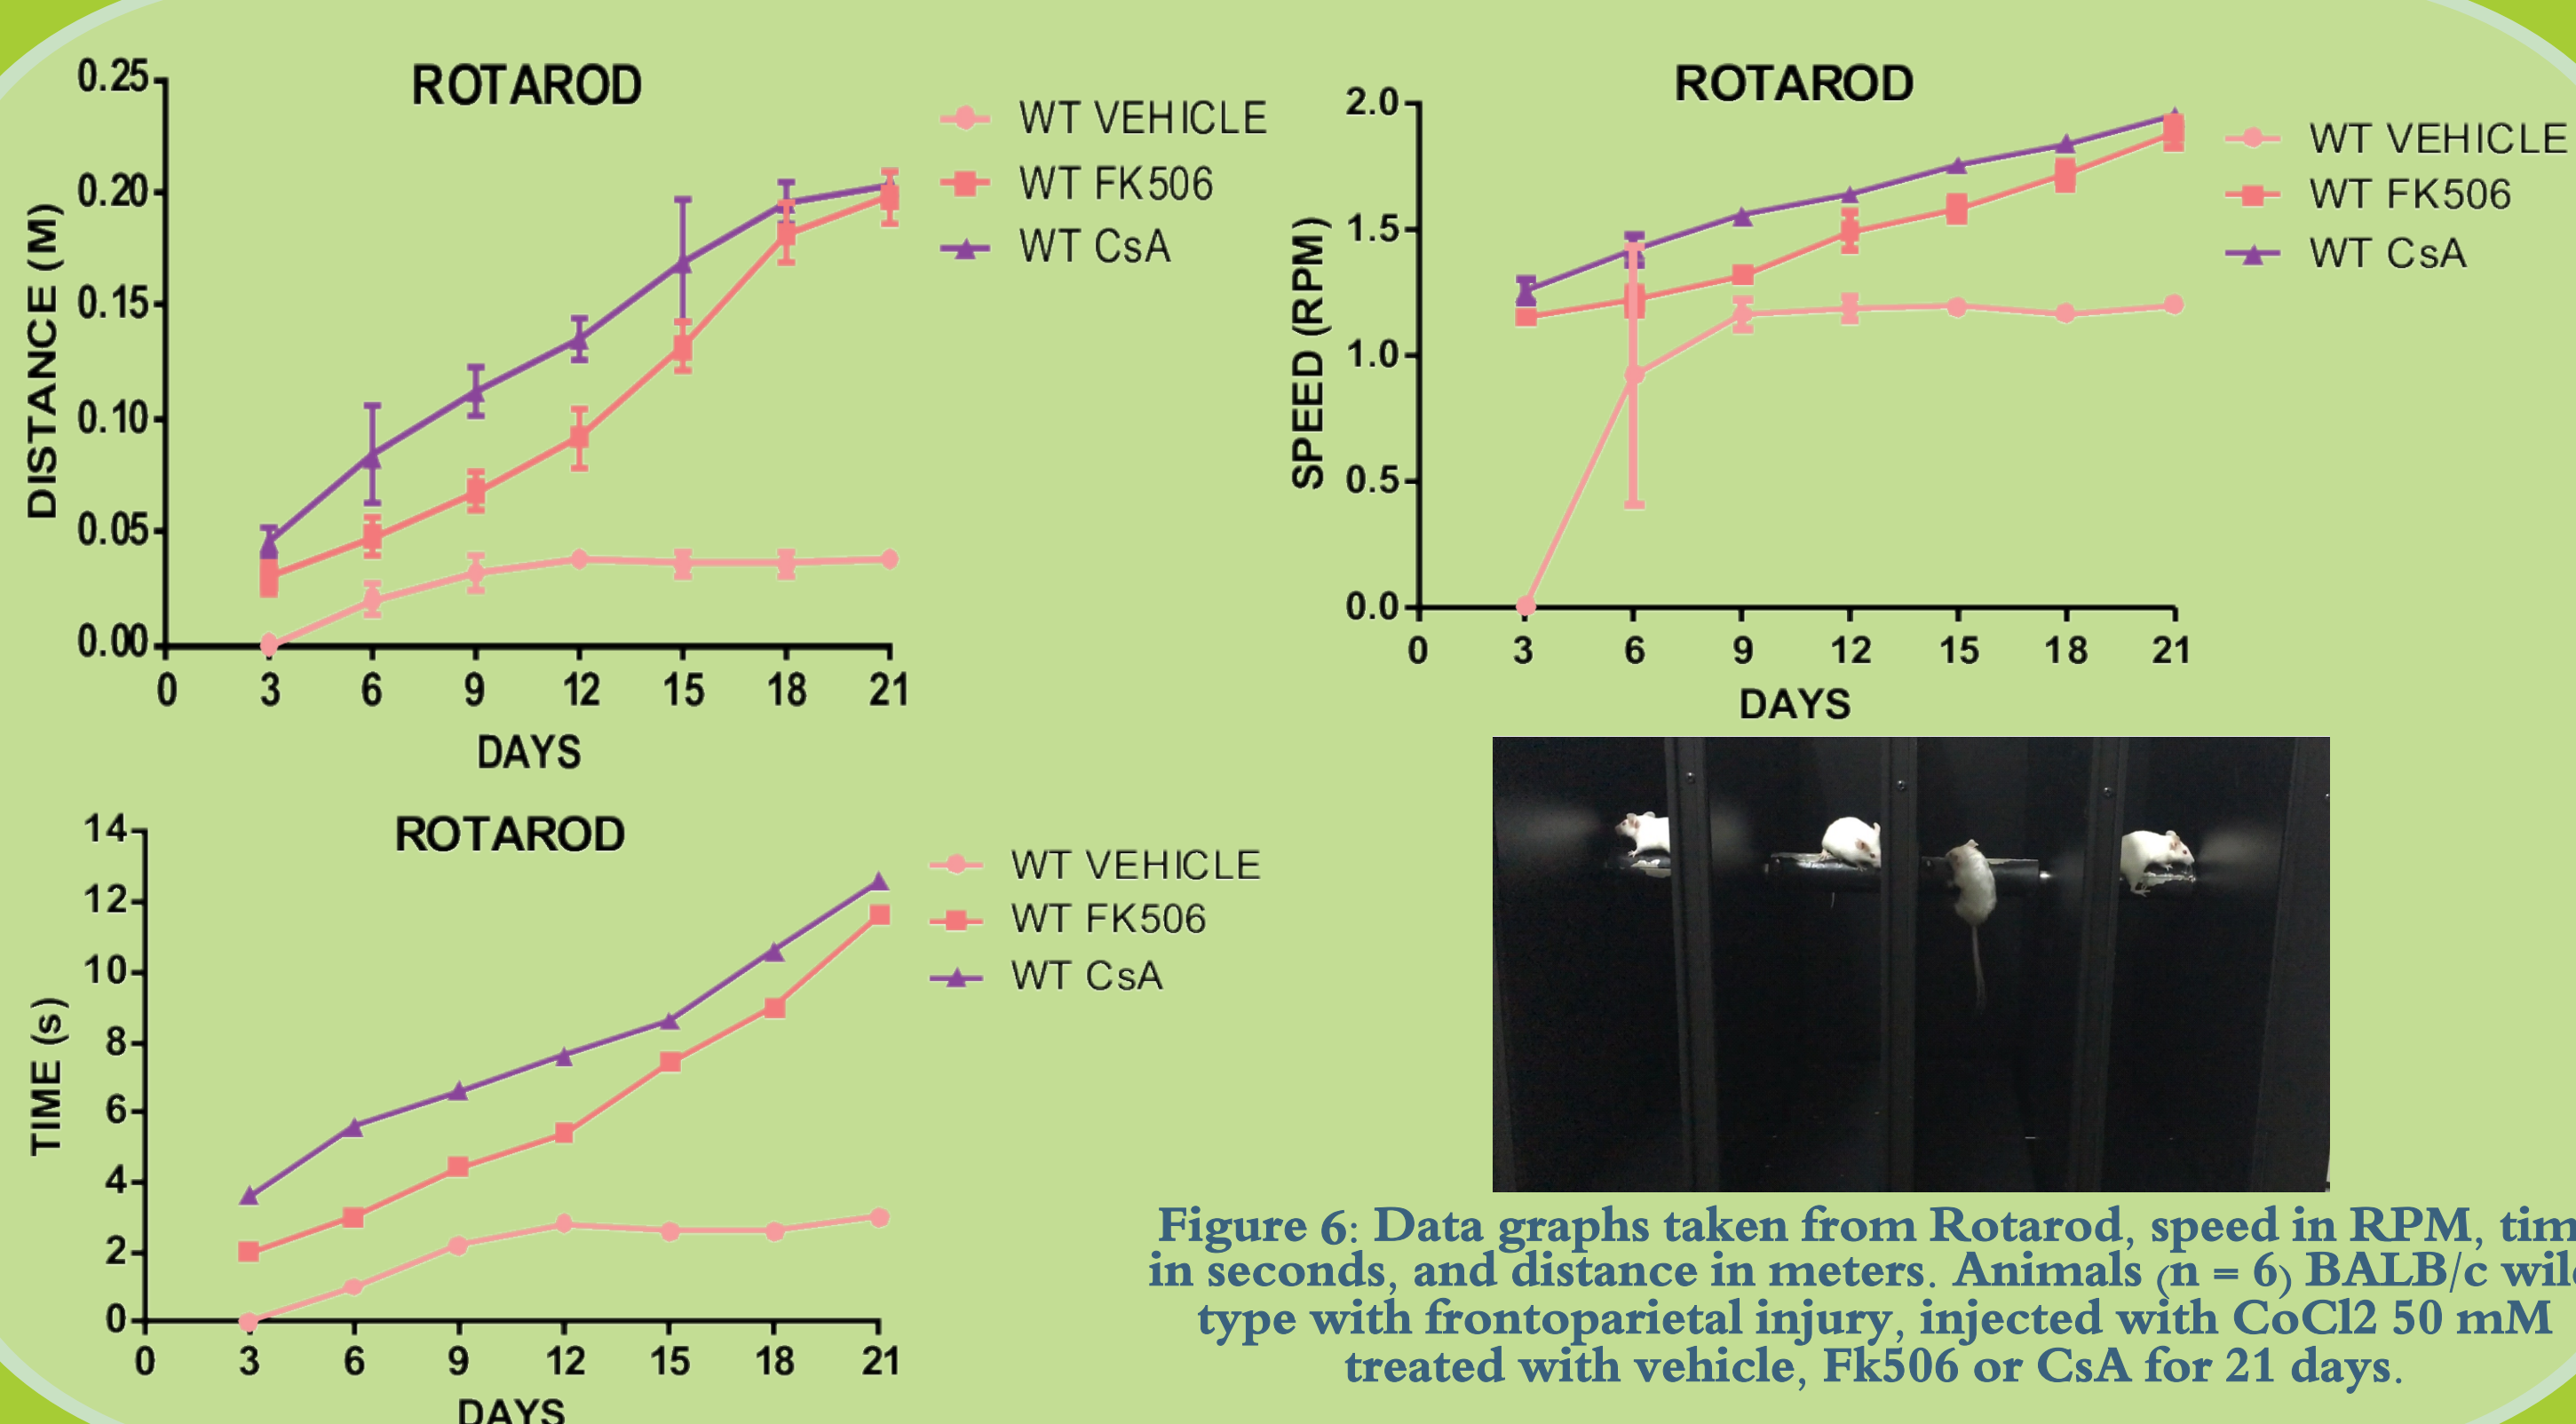 ROTAROD
0.25
0.20
0.15
0.10
0.05
0.00
DISTANCE (M)
0 3 6 9 12 15 18 21
DAYS
WT VEHICLE
WT FK506
WT CsA
ROTAROD
2.0
1.5
1.0
0.5
0.0
SPEED (RPM)
0 3 6 9 12 15 18 21
DAYS
WT VEHICLE
WT FK506
WT CsA
ROTAROD
14
12
10
8
6
4
2
0
TIME (s)
0 3 6 9 12 15 18 21
DAYS
WT VEHICLE
WT FK506
WT CsA
Figure 6: Data graphs taken from Rotarod, speed in RPM, tim
in seconds, and distance in meters. Animals (n = 6) BALB/c wil
type with frontoparietal injury, injected with CoCl2 50 mM
treated with vehicle, Fk506 or CsA for 21 days.